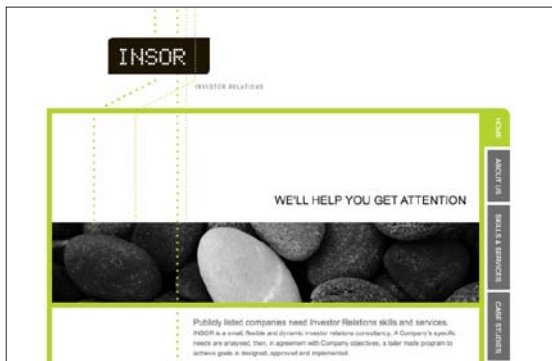 INSOR
INVESTOR RELATIONS
HOME
ABOUT US
SKILLS & SERVICES
CASE STUDIES
WE'LL HELP YOU GET ATTENTION
Publicly listed companies need Investor Relations skills and services.
INSOR is a small, flexible and dynamic investor relations consultancy. A Company's specific
needs are analysed, then, in agreement with Company objectives, a tailor made program to
achieve goals is designed, approved and implemented.